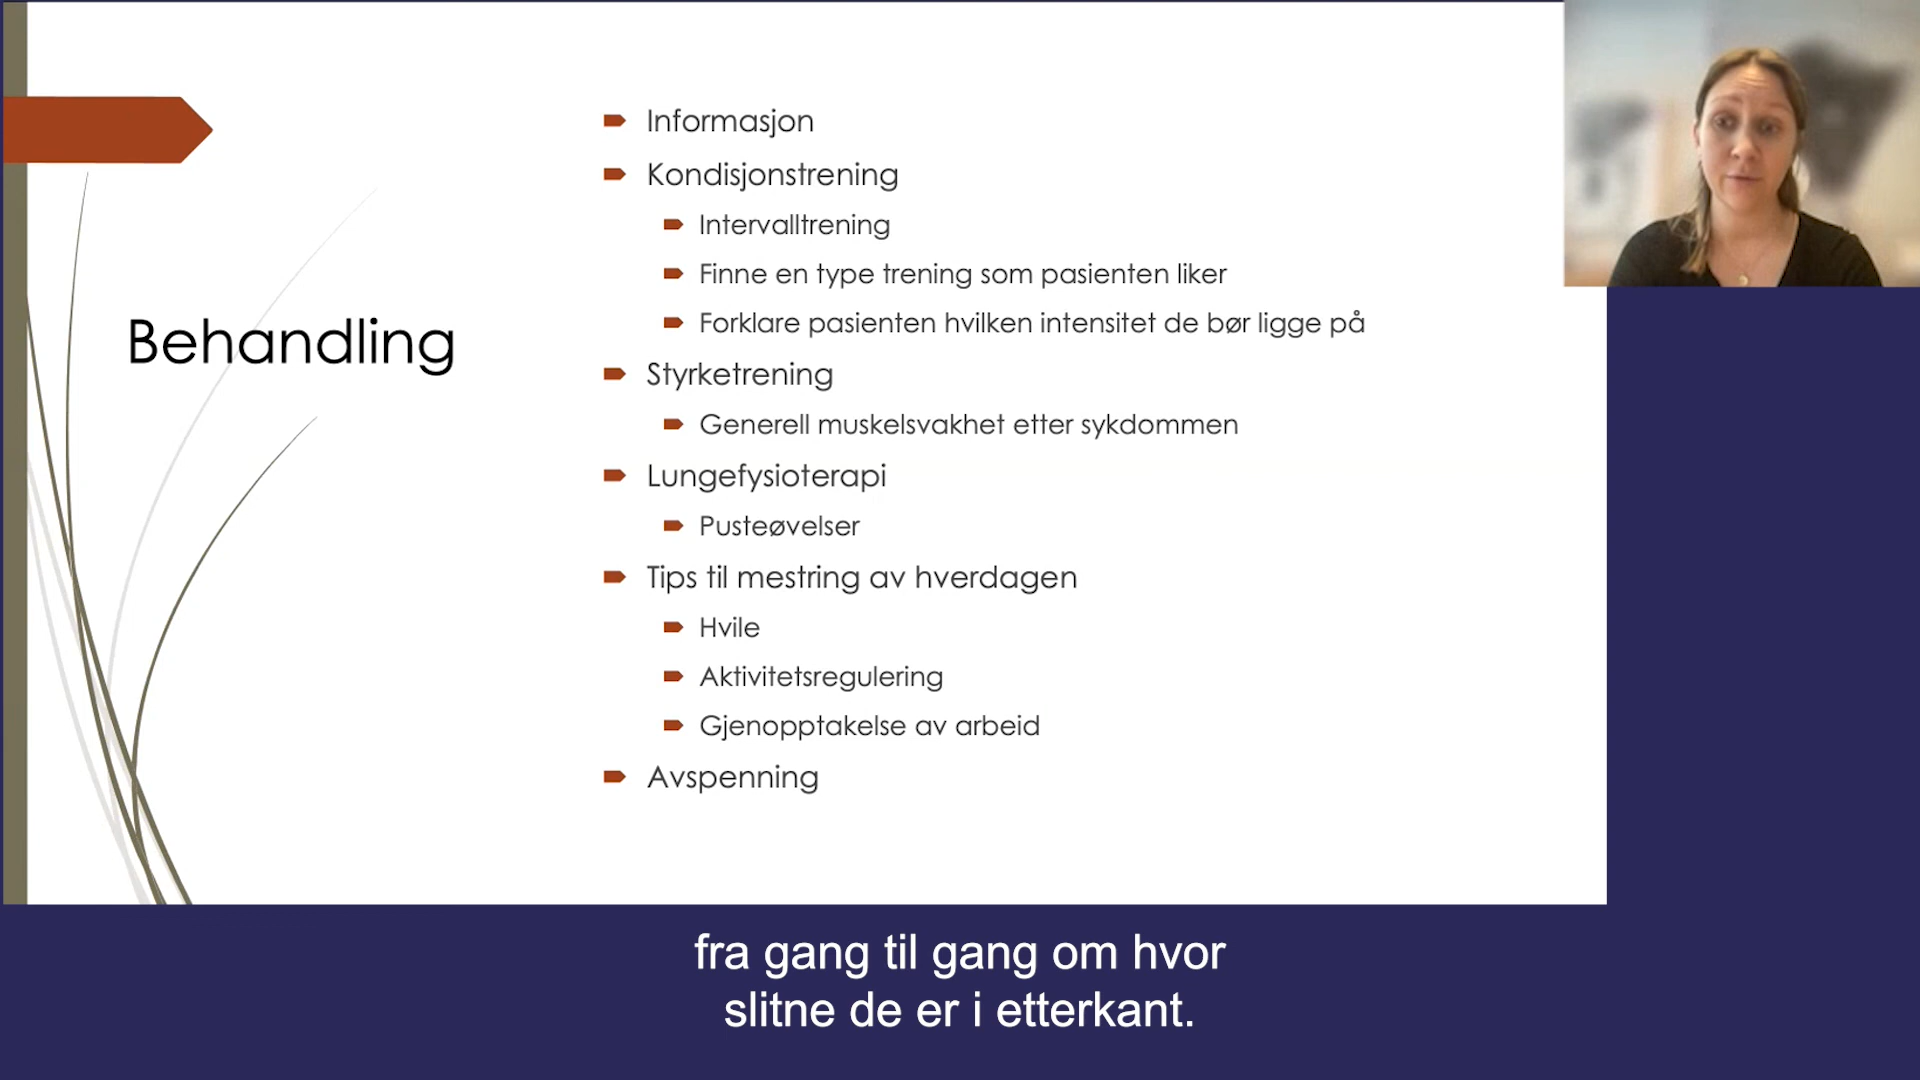 Behandling
Informasjon
Kondisjonstrening
Intervalltrening
Finne en type trening som pasienten liker
Forklare pasienten hvilken intensitet de bør ligge på
Styrketrening
Generell muskelsvakhet etter sykdommen
Lungefysioterapi
Pusteøvelser
Tips til mestring av hverdagen
Hvile
Aktivitetsregulering
Gjenopptakelse av arbeid
Avspenning
fra gang til gang om hvor
slitne de er i etterkant.